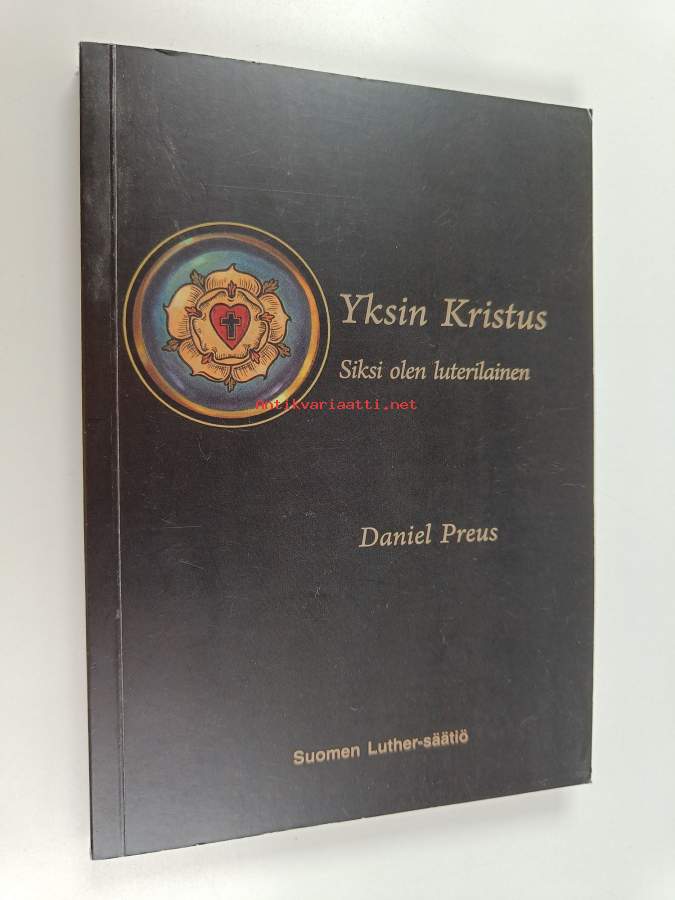 Yksin Kristus
Siksi olen luterilainen
Antikvariaatti.net
Daniel Preus
Suomen Luther-säätiö